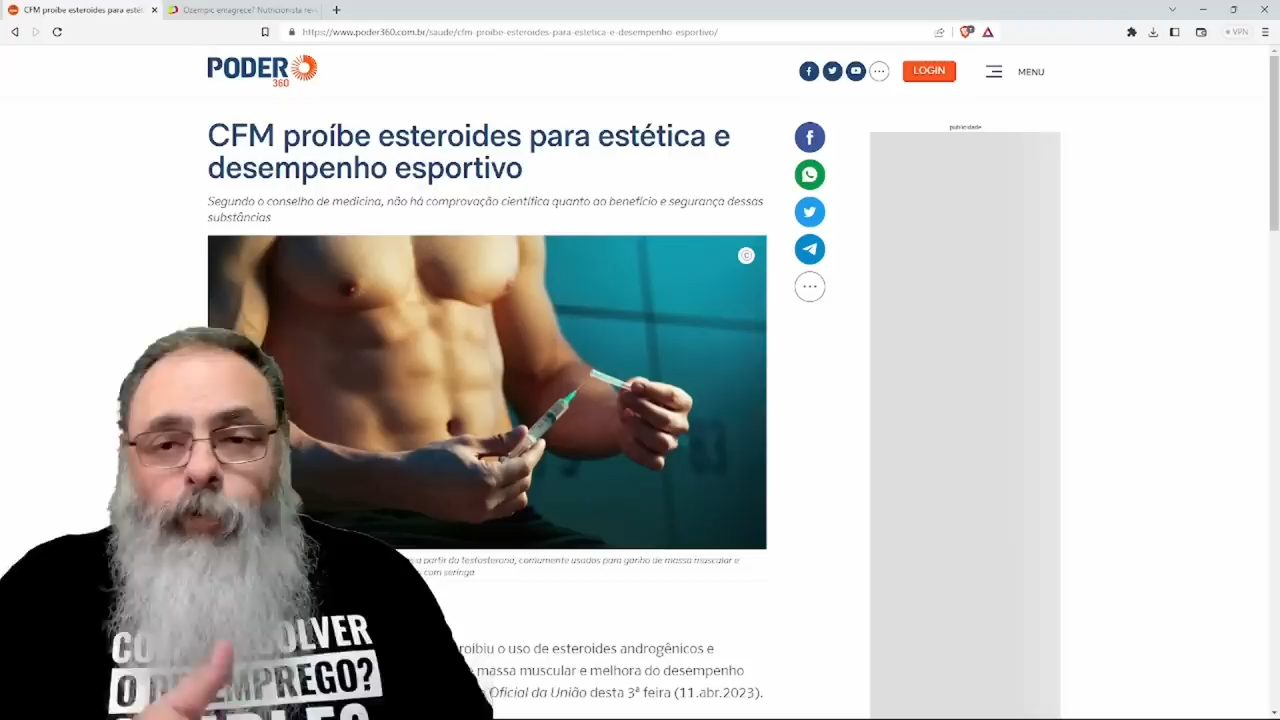 CFM proíbe esteroides para esté
Ozempic emagrece? Nutricionista rev
https://www.poder360.com.br/saude/cfm-proibe-esteroides-para-estetica-e-desempenho-esportivo/
VPN
PODER
360
LOGIN
MENU
CFM proíbe esteroides para estética e
desempenho esportivo
Segundo o conselho de medicina, não há comprovação científica quanto ao benefício e segurança dessas
substâncias
publicidade
a partir da testosterona, comumente usados para ganho de massa muscular e
com seringa
roibiu o uso de esteroides androgênicos e
massa muscular e melhora do desempenho
Oficial da União desta 3ª feira (11.abr.2023).
OLVER
O DESEMPREGO?